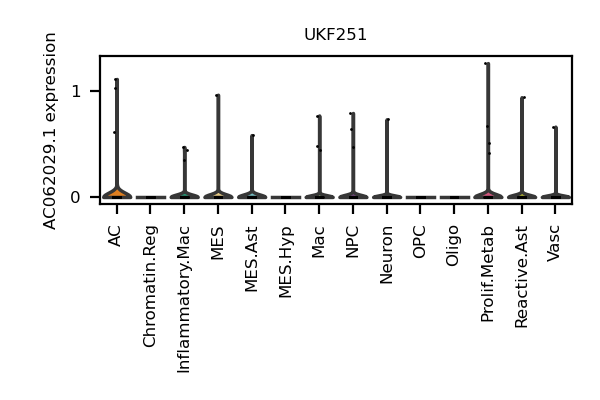 UKF251
AC062029.1 expression
1
0
AC
Chromatin.Reg
Inflammatory.Mac
MES
MES.Ast
MES.Hyp
Mac
NPC
Neuron
OPC
Oligo
Prolif.Metab
Reactive.Ast
Vasc